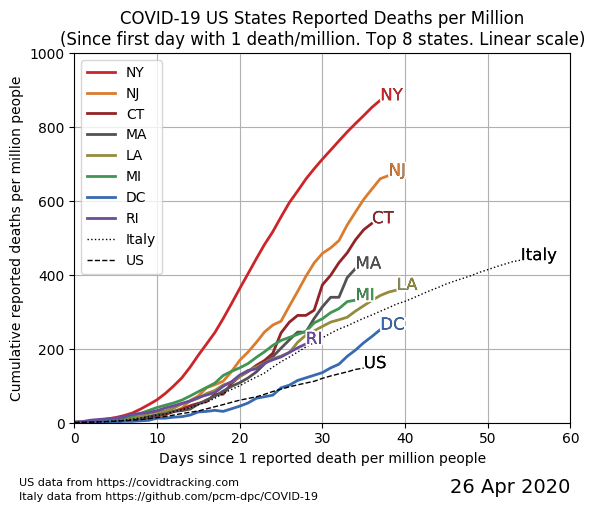 COVID-19 US States Reported Deaths per Million
(Since first day with 1 death/million. Top 8 states. Linear scale)
Cumulative reported deaths per million people
1000
800
600
400
200
0
NY
NJ
CT
MA
LA
MI
DC
RI
Italy
US
NY
NJ
CT
Italy
MA
LA
MI
DC
RI
US
0 10 20 30 40 50 60
Days since 1 reported death per million people
US data from https://covidtracking.com
Italy data from https://github.com/pcm-dpc/COVID-19
26 Apr 2020